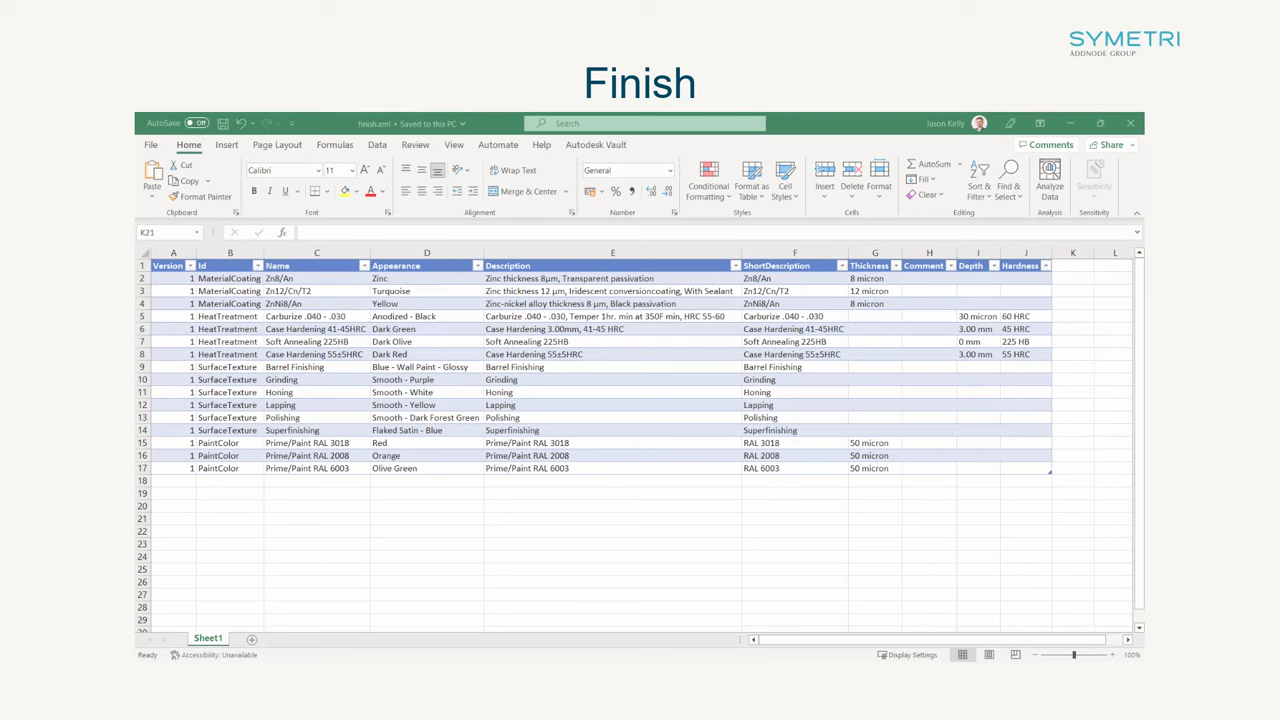 SYMETRI
ADDNODE GROUP
Finish
AutoSave Off finish.xml • Saved to this PC Search Jason Kelly
File Home Insert Page Layout Formulas Data Review View Automate Help Autodesk Vault Comments Share
Paste Cut Copy Format Painter Clipboard
Calibri 11 A A B I U A Font
Wrap Text Merge & Center Alignment
General % Number
Conditional Formatting Format as Table Cell Styles Styles
Insert Delete Format Cells
AutoSum Fill Clear Sort & Filter Find & Select Editing
Analyze Data Analysis
Sensitivity Sensitivity
K21 fx
A B C D E F G H I J K L
1 Version Id Name Appearance Description ShortDescription Thickness Comment Depth Hardness
2 1 MaterialCoating Zn8/An Zinc Zinc thickness 8μm, Transparent passivation Zn8/An 8 micron
3 1 MaterialCoating Zn12/Cn/T2 Turquoise Zinc thickness 12 μm, Iridescent conversioncoating, With Sealant Zn12/Cn/T2 12 micron
4 1 MaterialCoating ZnNi8/An Yellow Zinc-nickel alloy thickness 8 μm, Black passivation ZnNi8/An 8 micron
5 1 HeatTreatment Carburize .040 - .030 Anodized - Black Carburize .040 - .030, Temper 1hr. min at 350F min, HRC 55-60 Carburize .040 - .030 30 micron 60 HRC
6 1 HeatTreatment Case Hardening 41-45HRC Dark Green Case Hardening 3.00mm, 41-45 HRC Case Hardening 41-45HRC 3.00 mm 45 HRC
7 1 HeatTreatment Soft Annealing 225HB Dark Olive Soft Annealing 225HB Soft Annealing 225HB 0 mm 225 HB
8 1 HeatTreatment Case Hardening 55±5HRC Dark Red Case Hardening 55±5HRC Case Hardening 55±5HRC 3.00 mm 55 HRC
9 1 SurfaceTexture Barrel Finishing Blue - Wall Paint - Glossy Barrel Finishing Barrel Finishing
10 1 SurfaceTexture Grinding Smooth - Purple Grinding Grinding
11 1 SurfaceTexture Honing Smooth - White Honing Honing
12 1 SurfaceTexture Lapping Smooth - Yellow Lapping Lapping
13 1 SurfaceTexture Polishing Smooth - Dark Forest Green Polishing Polishing
14 1 SurfaceTexture Superfinishing Flaked Satin - Blue Superfinishing Superfinishing
15 1 PaintColor Prime/Paint RAL 3018 Red Prime/Paint RAL 3018 RAL 3018 50 micron
16 1 PaintColor Prime/Paint RAL 2008 Orange Prime/Paint RAL 2008 RAL 2008 50 micron
17 1 PaintColor Prime/Paint RAL 6003 Olive Green Prime/Paint RAL 6003 RAL 6003 50 micron
18
19
20
21
22
23
24
25
26
27
28
29
30
Sheet1
Ready Accessibility: Unavailable Display Settings 100%